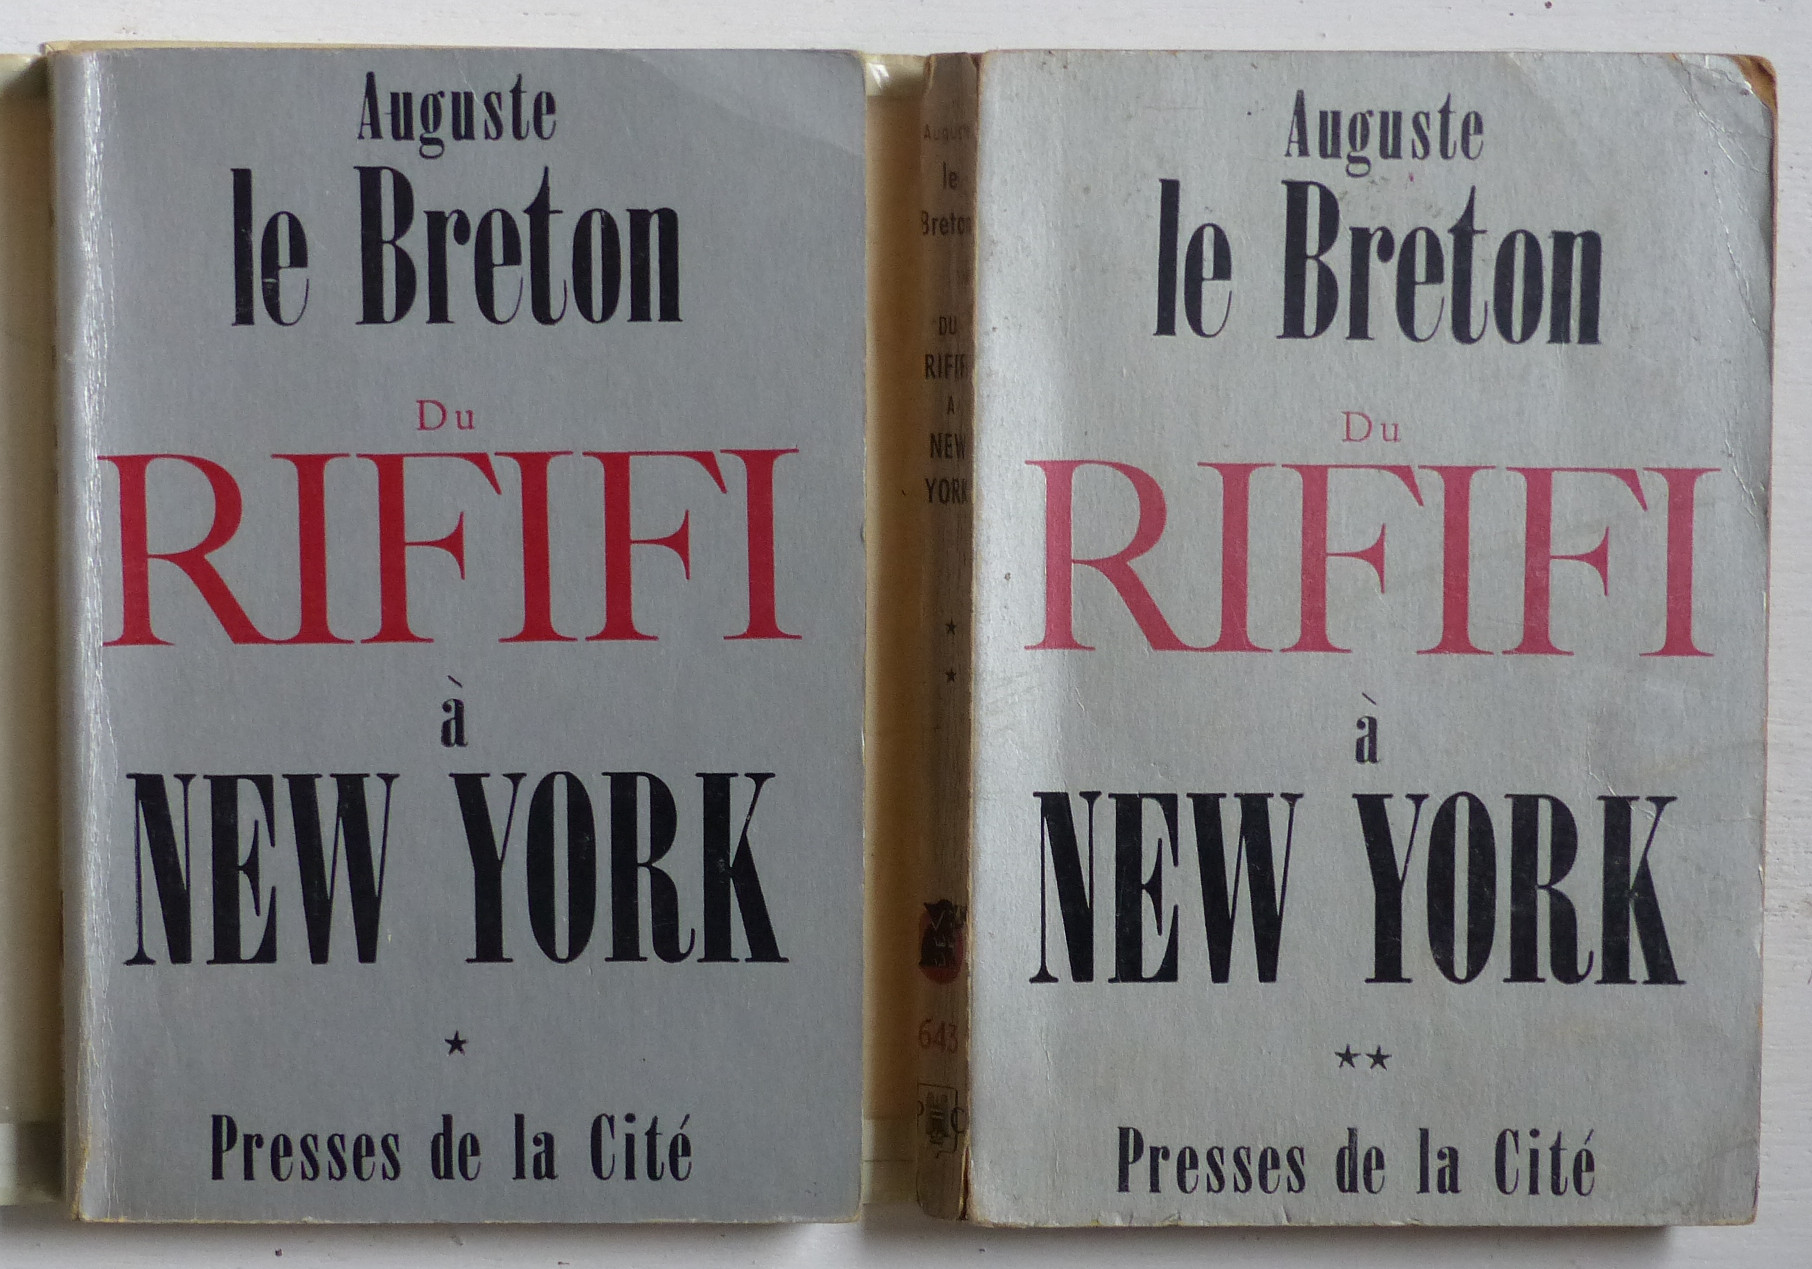 Auguste
le Breton
Du
RIFIFI
à
NEW YORK
★
Presses de la Cité
le
Breton
DU
RIFIFI
A
NEW
YORK
★
★
643
Auguste
le Breton
Du
RIFIFI
à
NEW YORK
★★
Presses de la Cité